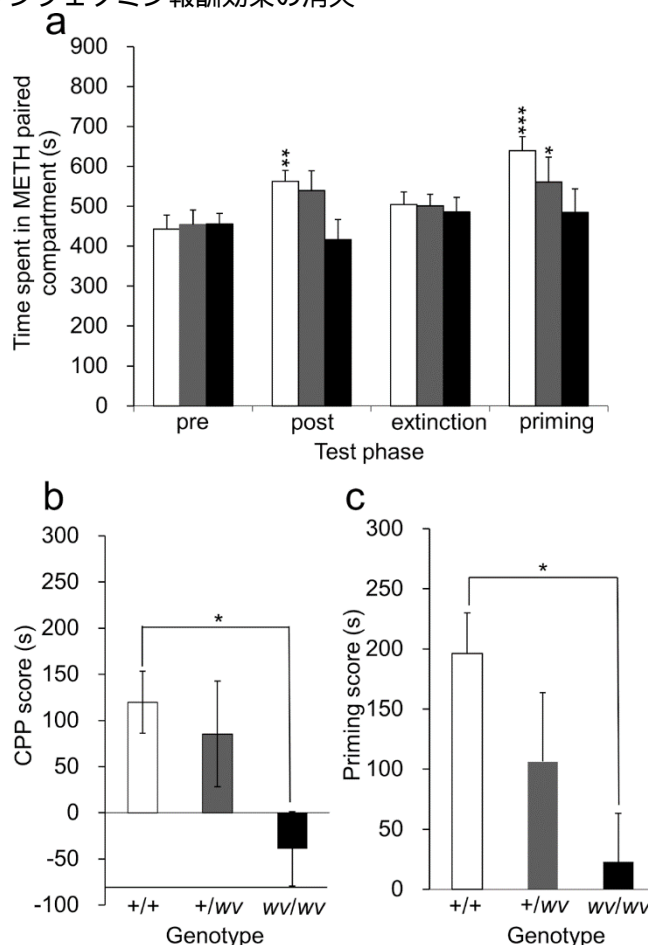 ンフェタミン報酬効果の消失
a
900
800
700
600
500
400
300
200
100
0
Time spent in METH paired
compartment (s)
**
***
*
pre post extinction priming
Test phase
b
300
250
200
150
100
50
0
-50
-100
CPP score (s)
*
+/+ +/wv wv/wv
Genotype
c
300
250
200
150
100
50
0
Priming score (s)
*
+/+ +/wv wv/wv
Genotype